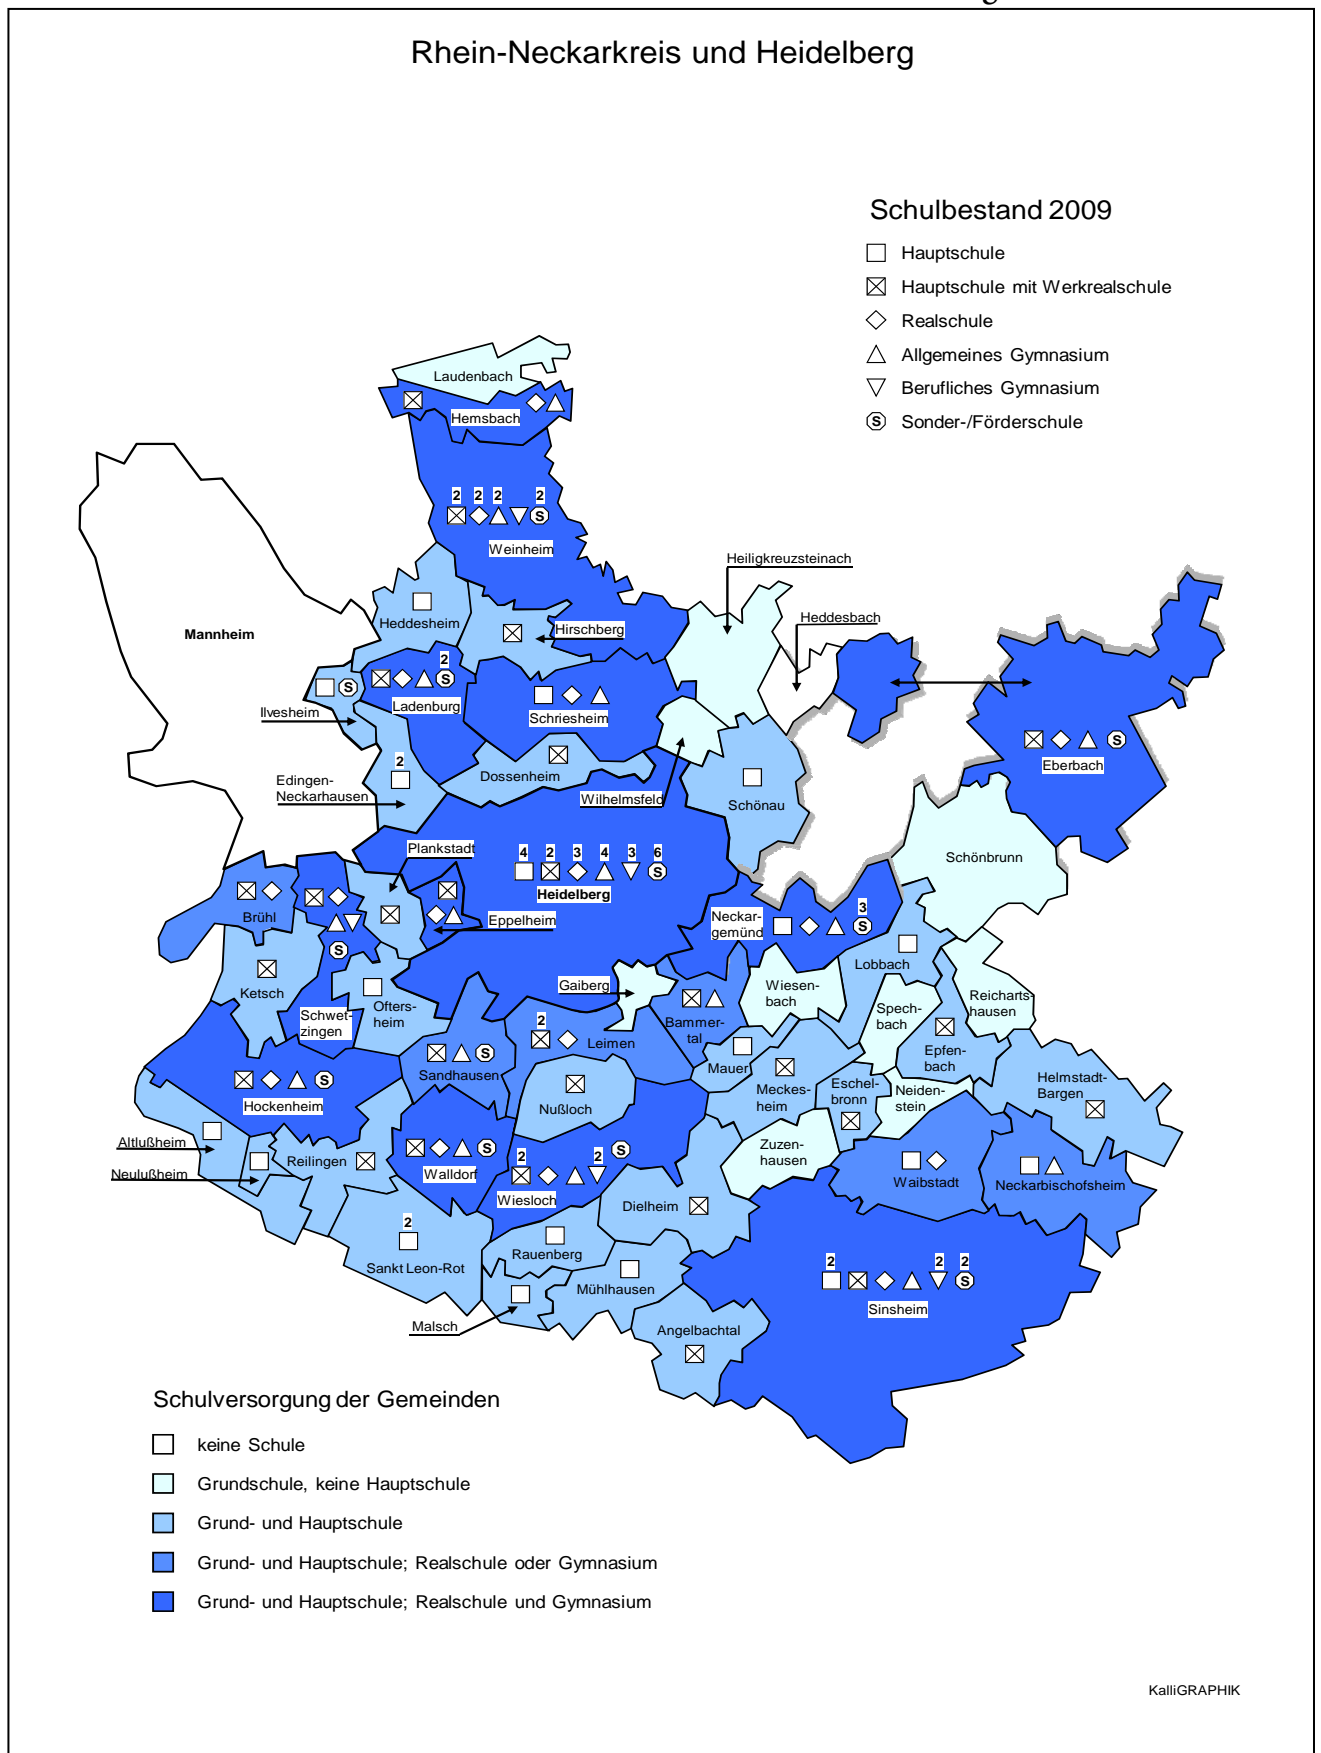 Rhein-Neckarkreis und Heidelberg
Schulbestand 2009
Hauptschule
Hauptschule mit Werkrealschule
Realschule
Allgemeines Gymnasium
Berufliches Gymnasium
S Sonder-/Förderschule
Laudenbach
Hemsbach
2 2 2 2
S
Weinheim
Heiligkreuzsteinach
Heddesbach
Mannheim
Heddesheim
Hirschberg
2
S
S
Ladenburg
Ilvesheim
Schriesheim
2
Dossenheim
Edingen-
Neckarhausen
Wilhelmsfeld
Schönau
S
Eberbach
Schönbrunn
Plankstadt
4 2 3 4 3 6
S
Heidelberg
Brühl
Eppelheim
S
Neckar-
gemünd
3
S
Lobbach
Ketsch
Schwet-
zingen
Ofters-
heim
Gaiberg
Wiesen-
bach
Spech-
bach
Reicharts-
hausen
Bammer-
tal
2
Leimen
S
Sandhausen
Mauer
Meckes-
heim
Eschel-
bronn
Epfen-
bach
Neiden-
stein
Helmstadt-
Bargen
S
Hockenheim
Nußloch
Altlußheim
Neulußheim
Reilingen
S
Walldorf
2 2
S
Wiesloch
Zuzen-
hausen
Waibstadt
Neckarbischofsheim
Dielheim
2
Sankt Leon-Rot
Rauenberg
Mühlhausen
Malsch
Angelbachtal
2 2 2
S
Sinsheim
Schulversorgung der Gemeinden
keine Schule
Grundschule, keine Hauptschule
Grund- und Hauptschule
Grund- und Hauptschule; Realschule oder Gymnasium
Grund- und Hauptschule; Realschule und Gymnasium
KalliGRAPHIK